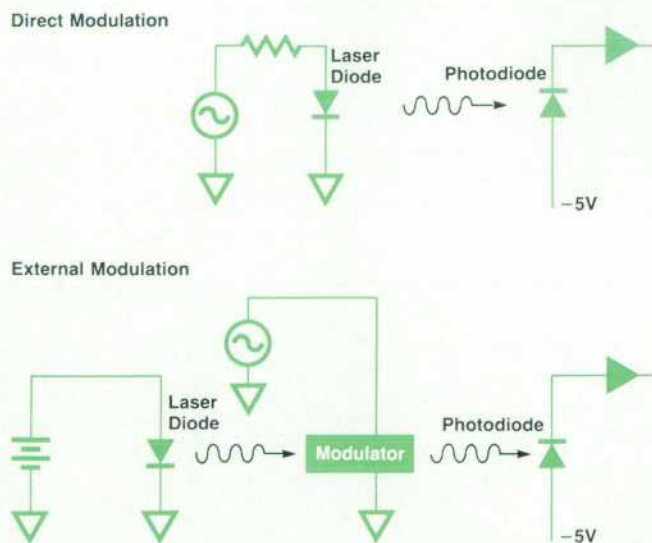 Direct Modulation
Laser
Diode
Photodiode
−5V
External Modulation
Laser
Diode
Modulator
Photodiode
−5V